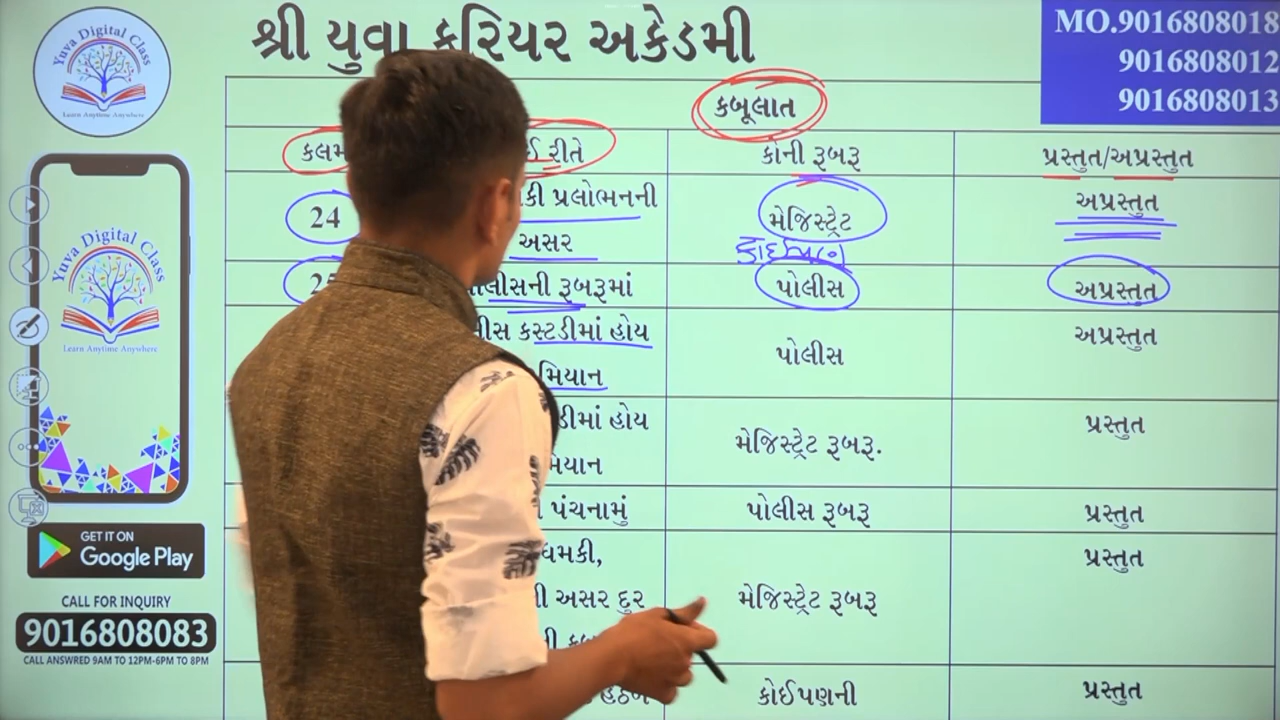 Yuva Digital Class
Learn Anytime Anywhere
શ્રી યુવા કરિયર અકેડમી
MO.9016808018
9016808012
9016808013
કબૂલાત
રીતે
કોની રૂબરૂ
પ્રસ્તુત/અપ્રસ્તુત
24
પ્રલોભનની
અસર
મેજિસ્ટ્રેટ
અપ્રસ્તુત
રૂબરૂમાં
પોલીસ
અપ્રસ્તુત
કસ્ટડીમાં હોય
પોલીસ
અપ્રસ્તુત
હોય
મેજિસ્ટ્રેટ રૂબરૂ.
પ્રસ્તુત
પંચનામું
પોલીસ રૂબરૂ
પ્રસ્તુત
ધમકી,
અસર દુર
મેજિસ્ટ્રેટ રૂબરૂ
પ્રસ્તુત
કોઈપણની
પ્રસ્તુત
Yuva Digital Class
Learn Anytime Anywhere
GET IT ON
Google Play
CALL FOR INQUIRY
9016808083
CALL ANSWRED 9AM TO 12PM-6PM TO 8PM